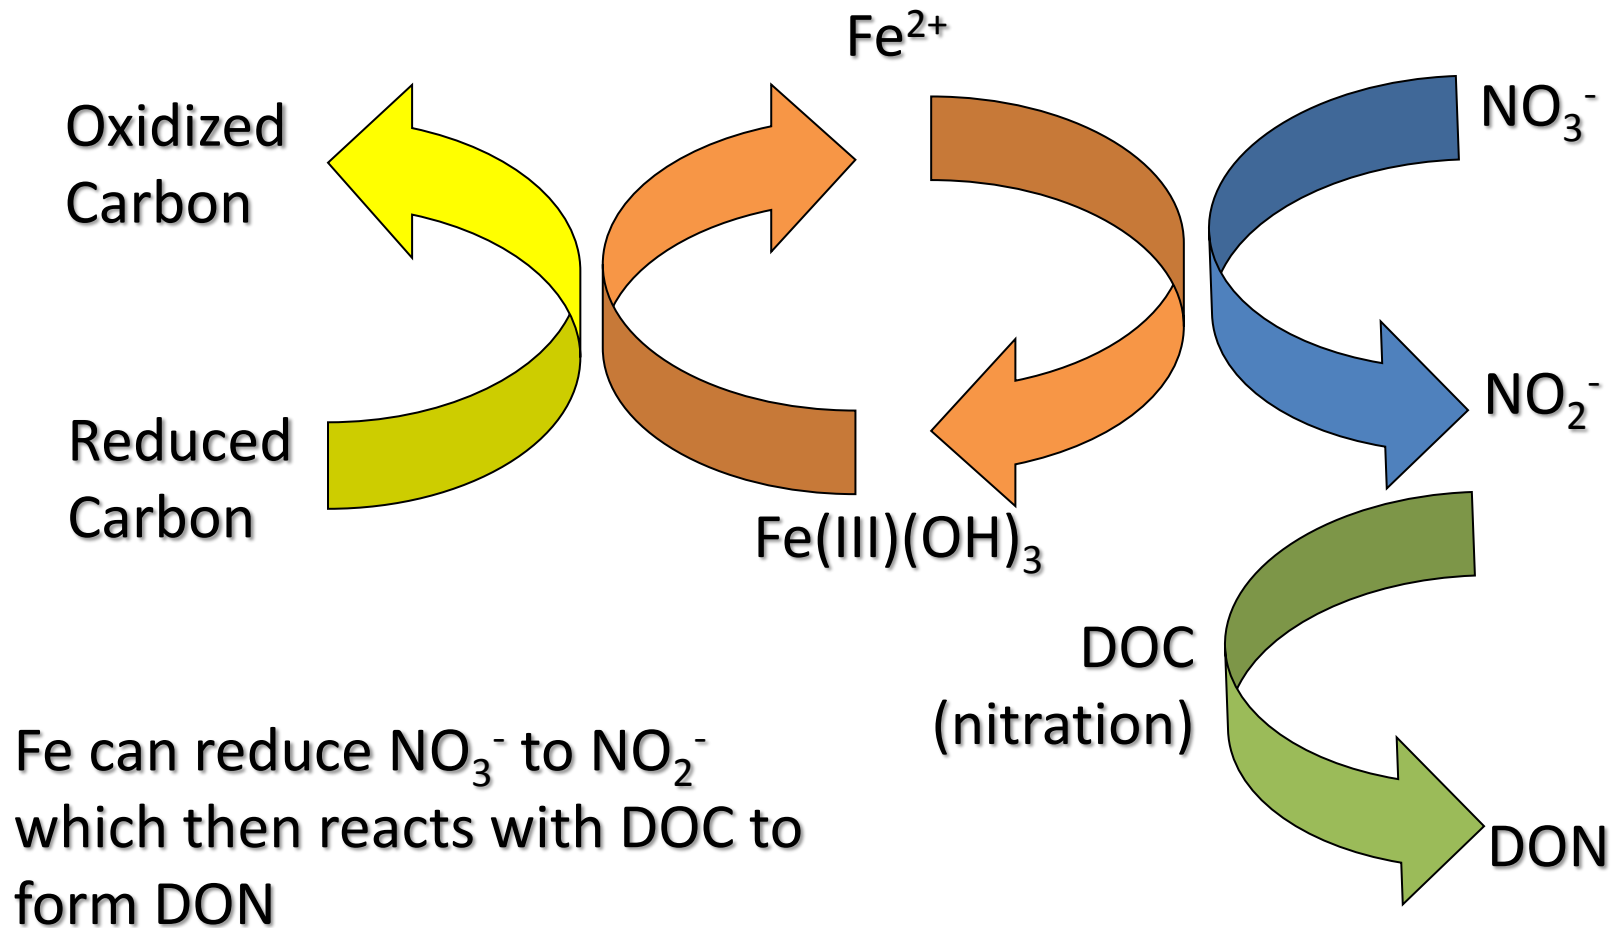 Fe²⁺
Oxidized
Carbon
NO₃⁻
Reduced
Carbon
NO₂⁻
Fe(III)(OH)₃
DOC
(nitration)
DON
Fe can reduce NO₃⁻ to NO₂⁻
which then reacts with DOC to
form DON